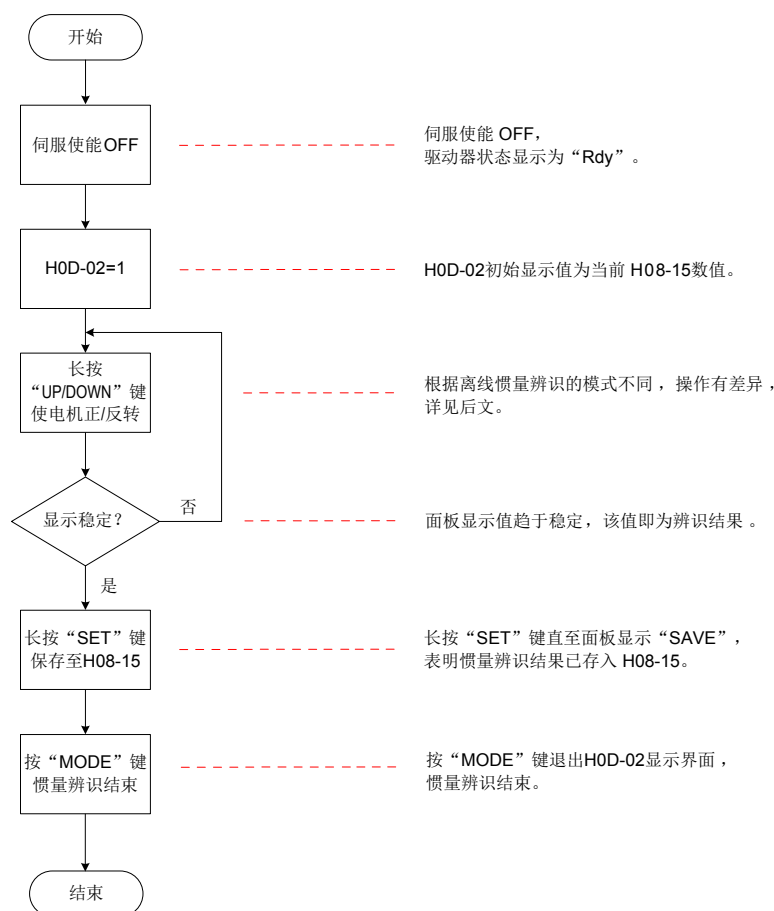 开始
伺服使能OFF
伺服使能 OFF，
驱动器状态显示为“Rdy”。
H0D-02=1
H0D-02初始显示值为当前 H08-15数值。
长按
“UP/DOWN”键
使电机正/反转
根据离线惯量辨识的模式不同，操作有差异，
详见后文。
显示稳定？
否
面板显示值趋于稳定，该值即为辨识结果。
是
长按“SET”键
保存至H08-15
长按“SET”键直至面板显示“SAVE”，
表明惯量辨识结果已存入 H08-15。
按“MODE”键
惯量辨识结束
按“MODE”键退出H0D-02显示界面，
惯量辨识结束。
结束